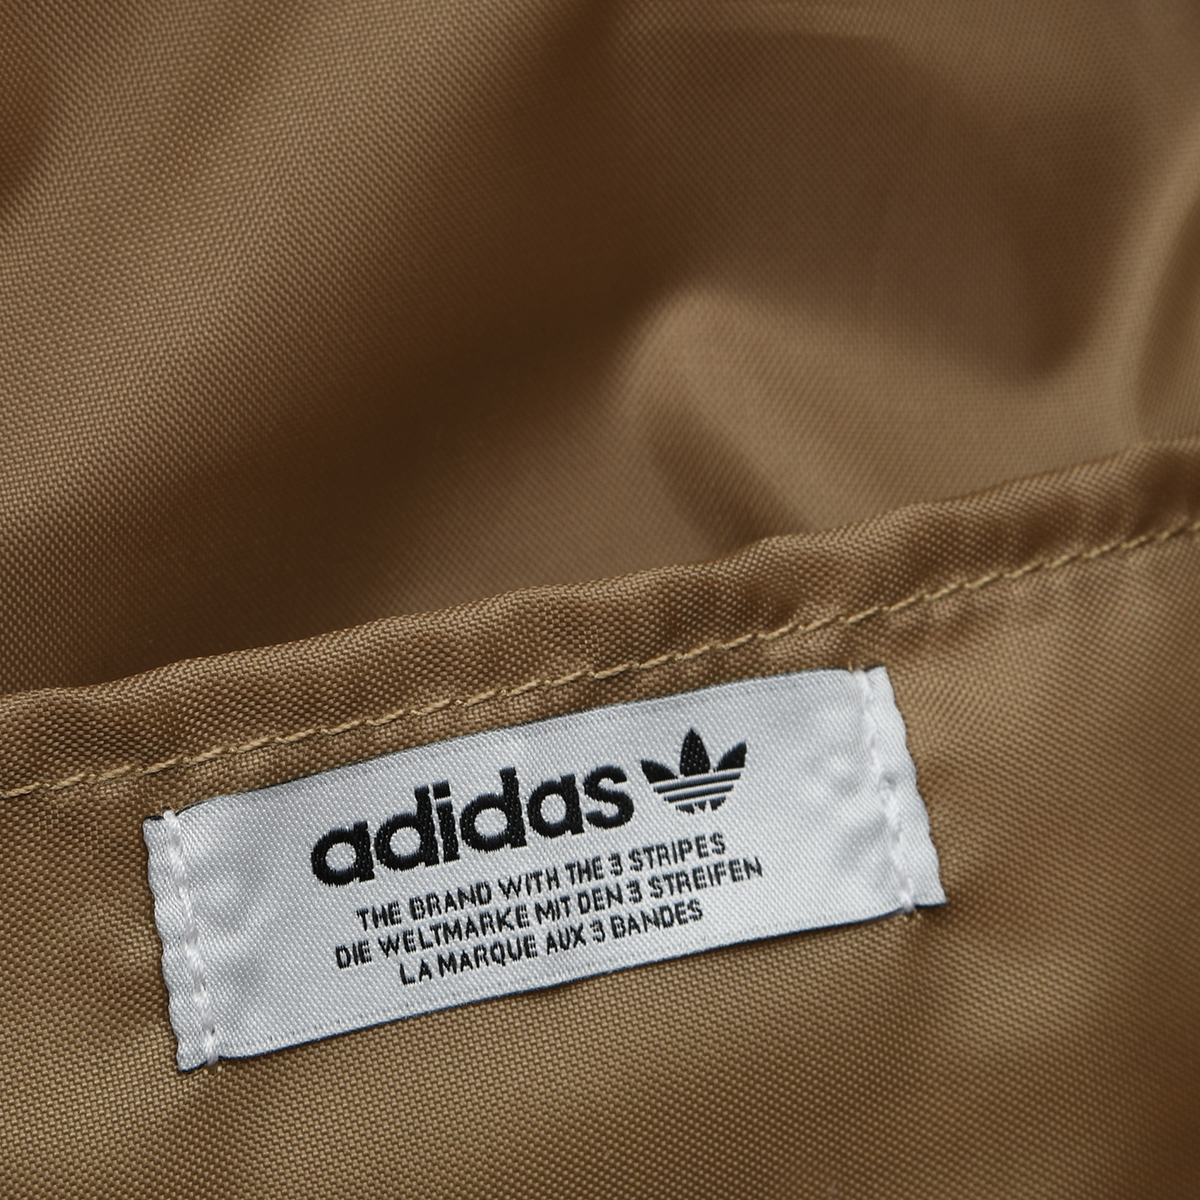 adidas
THE BRAND WITH THE 3 STRIPES
DIE WELTMARKE MIT DEN 3 STREIFEN
LA MARQUE AUX 3 BANDES